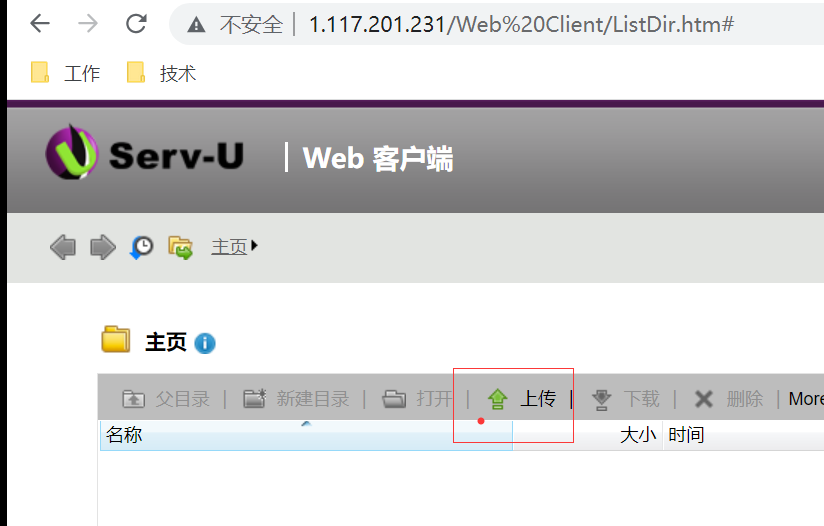 不安全 | 1.117.201.231/Web%20Client/ListDir.htm#
工作 技术
Serv-U | Web 客户端
主页
主页
父目录 | 新建目录 | 打开 | 上传 | 下载 | 删除 | More
名称 大小 时间